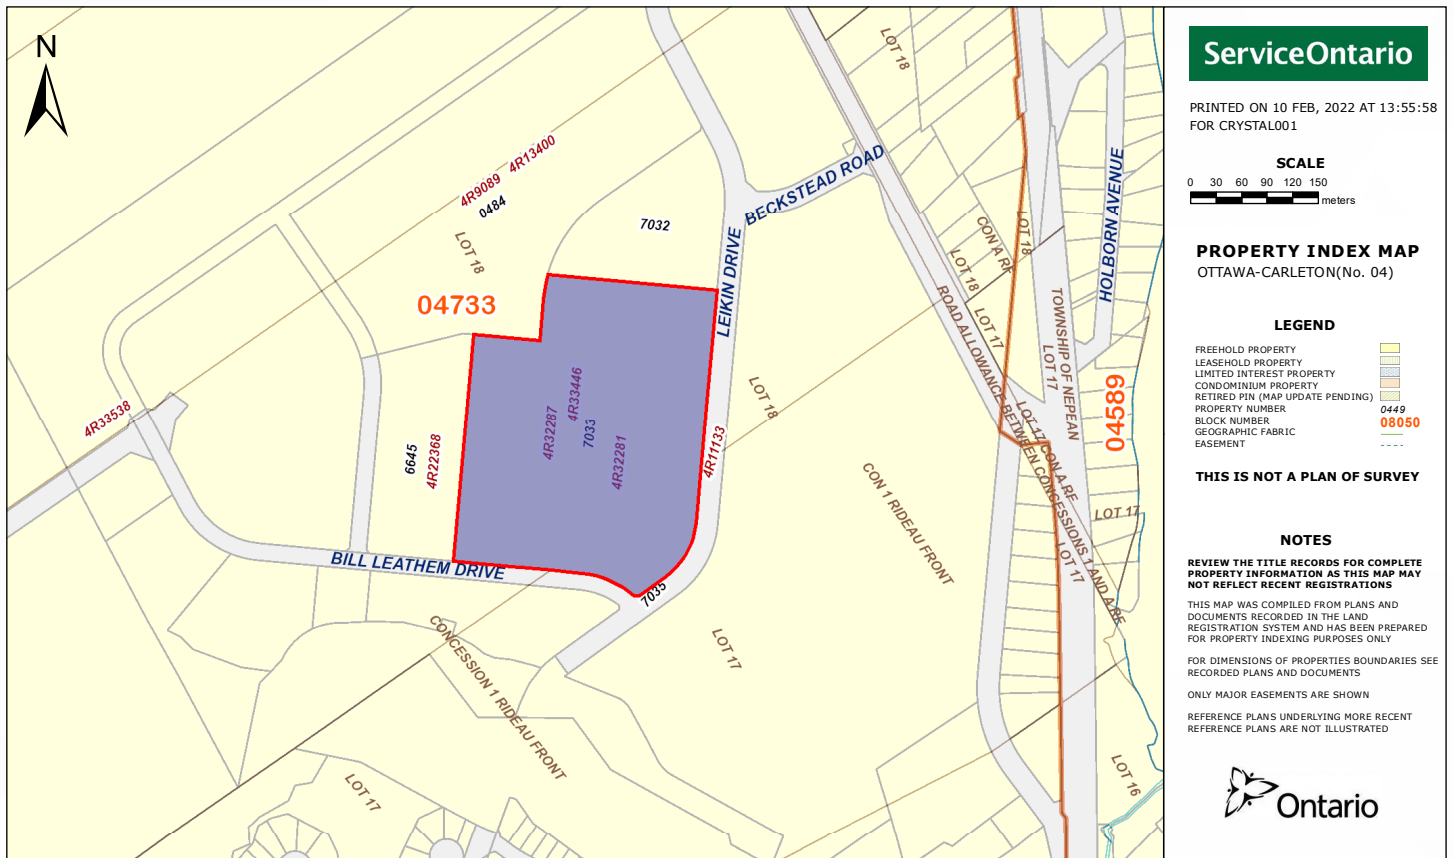 N
LOT 18
4R13400
4R9089
0484
LOT 18
7032
BECKSTEAD ROAD
HOLBORN AVENUE
LEIKIN DRIVE
CON A RF
LOT 18
LOT 18
LOT 17
04733
ROAD ALLOWANCE BETWEEN CONCESSIONS 1 AND A RF
TOWNSHIP OF NEPEAN
LOT 17
04589
4R33538
6645
4R22368
4R32287
4R33446
7033
4R32281
4R11133
LOT 18
LOT 17 CON A RF
LOT 17
LOT 17
CON 1 RIDEAU FRONT
BILL LEATHEM DRIVE
7035
CONCESSION 1 RIDEAU FRONT
LOT 17
LOT 17
LOT 16
ServiceOntario
PRINTED ON 10 FEB, 2022 AT 13:55:58
FOR CRYSTAL001
SCALE
0 30 60 90 120 150
meters
PROPERTY INDEX MAP
OTTAWA-CARLETON(No. 04)
LEGEND
FREEHOLD PROPERTY
LEASEHOLD PROPERTY
LIMITED INTEREST PROPERTY
CONDOMINIUM PROPERTY
RETIRED PIN (MAP UPDATE PENDING)
PROPERTY NUMBER 0449
BLOCK NUMBER 08050
GEOGRAPHIC FABRIC
EASEMENT
THIS IS NOT A PLAN OF SURVEY
NOTES
REVIEW THE TITLE RECORDS FOR COMPLETE
PROPERTY INFORMATION AS THIS MAP MAY
NOT REFLECT RECENT REGISTRATIONS
THIS MAP WAS COMPILED FROM PLANS AND
DOCUMENTS RECORDED IN THE LAND
REGISTRATION SYSTEM AND HAS BEEN PREPARED
FOR PROPERTY INDEXING PURPOSES ONLY
FOR DIMENSIONS OF PROPERTIES BOUNDARIES SEE
RECORDED PLANS AND DOCUMENTS
ONLY MAJOR EASEMENTS ARE SHOWN
REFERENCE PLANS UNDERLYING MORE RECENT
REFERENCE PLANS ARE NOT ILLUSTRATED
Ontario